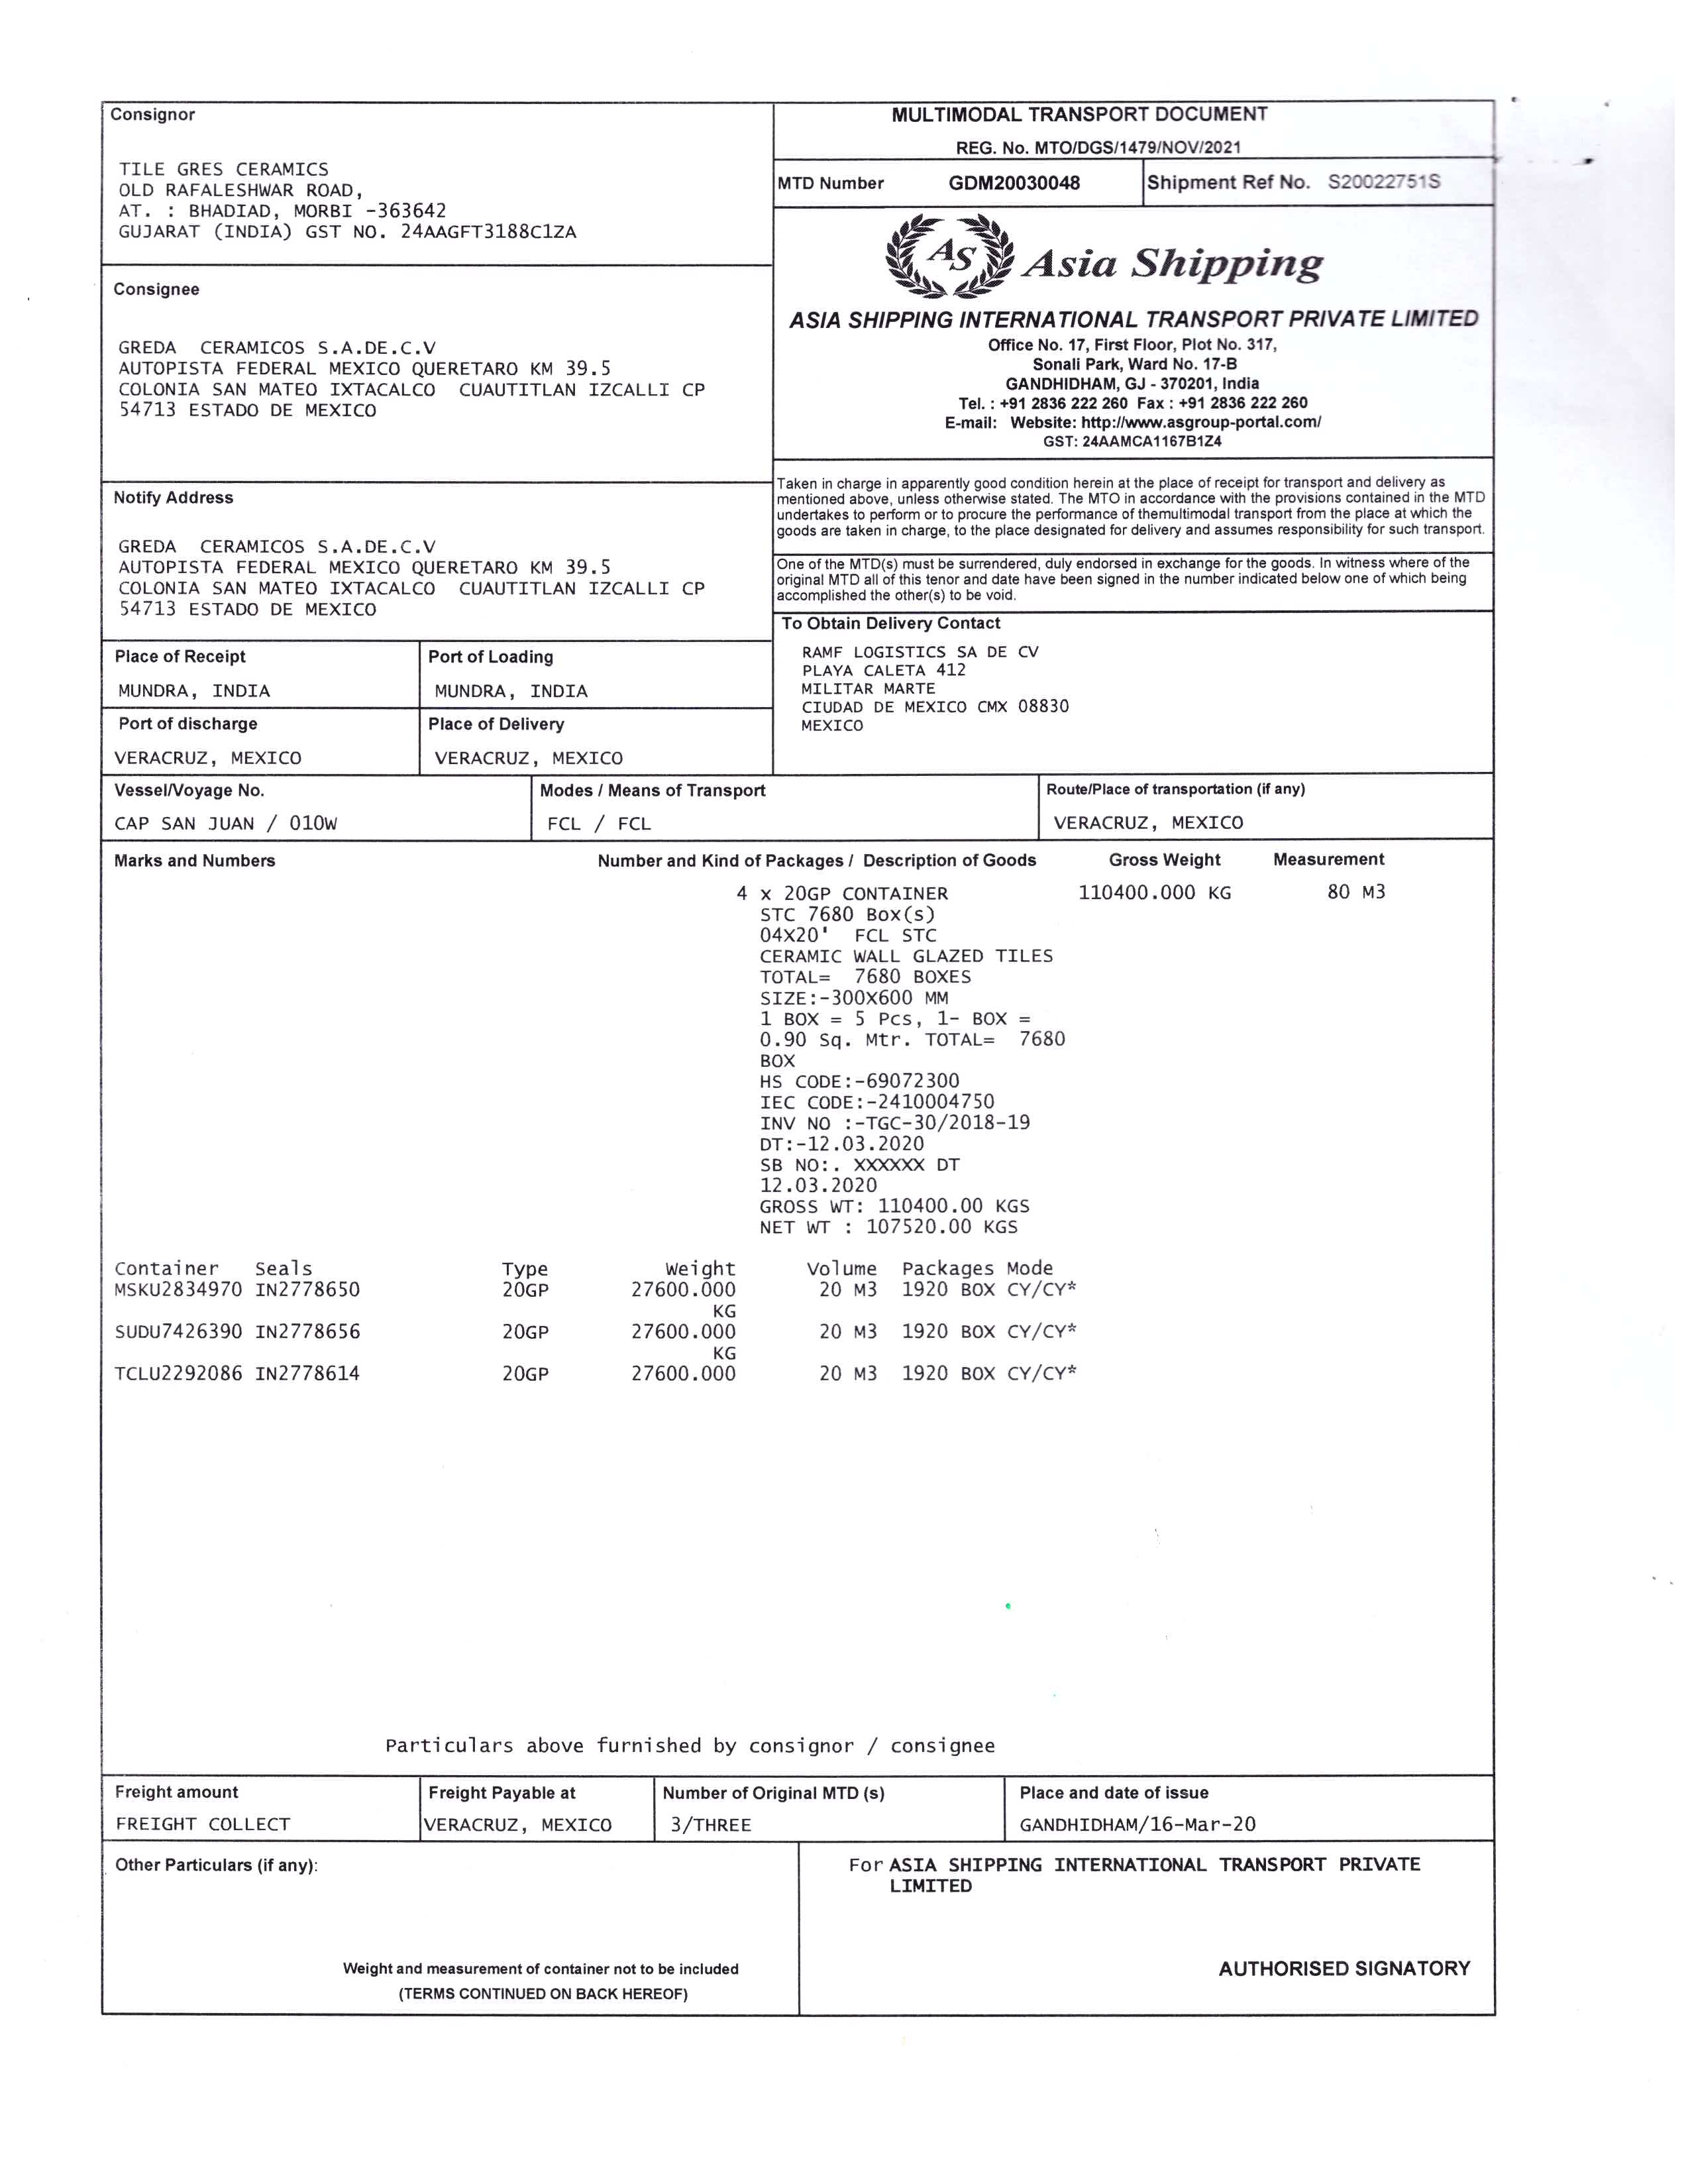 Consignor
TILE GRES CERAMICS
OLD RAFALESHWAR ROAD,
AT. : BHADIAD, MORBI -363642
GUJARAT (INDIA) GST NO. 24AAGFT3188C1ZA
MULTIMODAL TRANSPORT DOCUMENT
REG. No. MTO/DGS/1479/NOV/2021
MTD Number GDM20030048 Shipment Ref No. S20022751S
AS Asia Shipping
ASIA SHIPPING INTERNATIONAL TRANSPORT PRIVATE LIMITED
Office No. 17, First Floor, Plot No. 317,
Sonali Park, Ward No. 17-B
GANDHIDHAM, GJ - 370201, India
Tel. : +91 2836 222 260 Fax : +91 2836 222 260
E-mail: Website: http://www.asgroup-portal.com/
GST: 24AAMCA1167B1Z4
Consignee
GREDA CERAMICOS S.A.DE.C.V
AUTOPISTA FEDERAL MEXICO QUERETARO KM 39.5
COLONIA SAN MATEO IXTACALCO CUAUTITLAN IZCALLI CP
54713 ESTADO DE MEXICO
Notify Address
GREDA CERAMICOS S.A.DE.C.V
AUTOPISTA FEDERAL MEXICO QUERETARO KM 39.5
COLONIA SAN MATEO IXTACALCO CUAUTITLAN IZCALLI CP
54713 ESTADO DE MEXICO
Taken in charge in apparently good condition herein at the place of receipt for transport and delivery as
mentioned above, unless otherwise stated. The MTO in accordance with the provisions contained in the MTD
undertakes to perform or to procure the performance of themultimodal transport from the place at which the
goods are taken in charge, to the place designated for delivery and assumes responsibility for such transport.
One of the MTD(s) must be surrendered, duly endorsed in exchange for the goods. In witness where of the
original MTD all of this tenor and date have been signed in the number indicated below one of which being
accomplished the other(s) to be void.
To Obtain Delivery Contact
RAMF LOGISTICS SA DE CV
PLAYA CALETA 412
MILITAR MARTE
CIUDAD DE MEXICO CMX 08830
MEXICO
Place of Receipt Port of Loading
MUNDRA, INDIA MUNDRA, INDIA
Port of discharge Place of Delivery
VERACRUZ, MEXICO VERACRUZ, MEXICO
Vessel/Voyage No. Modes / Means of Transport Route/Place of transportation (if any)
CAP SAN JUAN / 010W FCL / FCL VERACRUZ, MEXICO
Marks and Numbers Number and Kind of Packages / Description of Goods Gross Weight Measurement
4 x 20GP CONTAINER 110400.000 KG 80 M3
STC 7680 Box(s)
04X20' FCL STC
CERAMIC WALL GLAZED TILES
TOTAL= 7680 BOXES
SIZE:-300X600 MM
1 BOX = 5 Pcs, 1- BOX =
0.90 Sq. Mtr. TOTAL= 7680
BOX
HS CODE:-69072300
IEC CODE:-2410004750
INV NO :-TGC-30/2018-19
DT:-12.03.2020
SB NO:. XXXXXX DT
12.03.2020
GROSS WT: 110400.00 KGS
NET WT : 107520.00 KGS
Container Seals Type Weight Volume Packages Mode
MSKU2834970 IN2778650 20GP 27600.000 20 M3 1920 BOX CY/CY*
KG
SUDU7426390 IN2778656 20GP 27600.000 20 M3 1920 BOX CY/CY*
KG
TCLU2292086 IN2778614 20GP 27600.000 20 M3 1920 BOX CY/CY*
Particulars above furnished by consignor / consignee
Freight amount Freight Payable at Number of Original MTD (s) Place and date of issue
FREIGHT COLLECT VERACRUZ, MEXICO 3/THREE GANDHIDHAM/16-Mar-20
Other Particulars (if any):
For ASIA SHIPPING INTERNATIONAL TRANSPORT PRIVATE
LIMITED
Weight and measurement of container not to be included
(TERMS CONTINUED ON BACK HEREOF)
AUTHORISED SIGNATORY